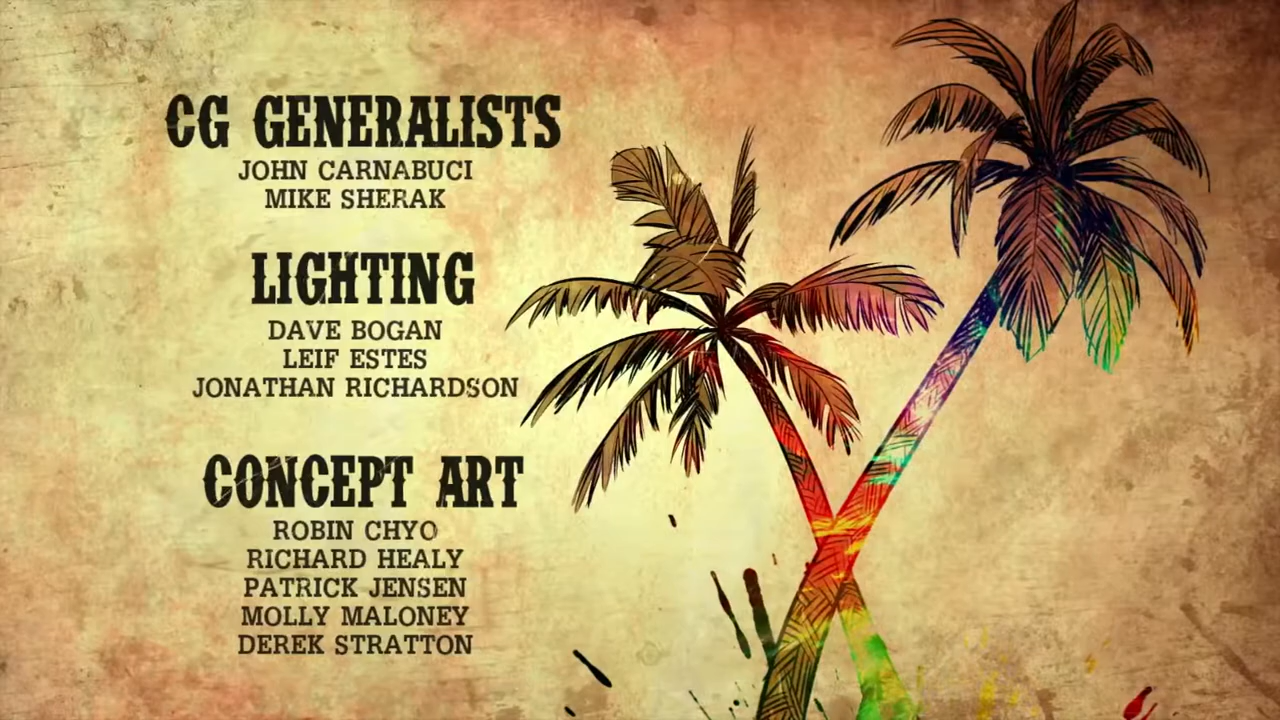 CG GENERALISTS
JOHN CARNABUCI
MIKE SHERAK
LIGHTING
DAVE BOGAN
LEIF ESTES
JONATHAN RICHARDSON
CONCEPT ART
ROBIN CHYO
RICHARD HEALY
PATRICK JENSEN
MOLLY MALONEY
DEREK STRATTON